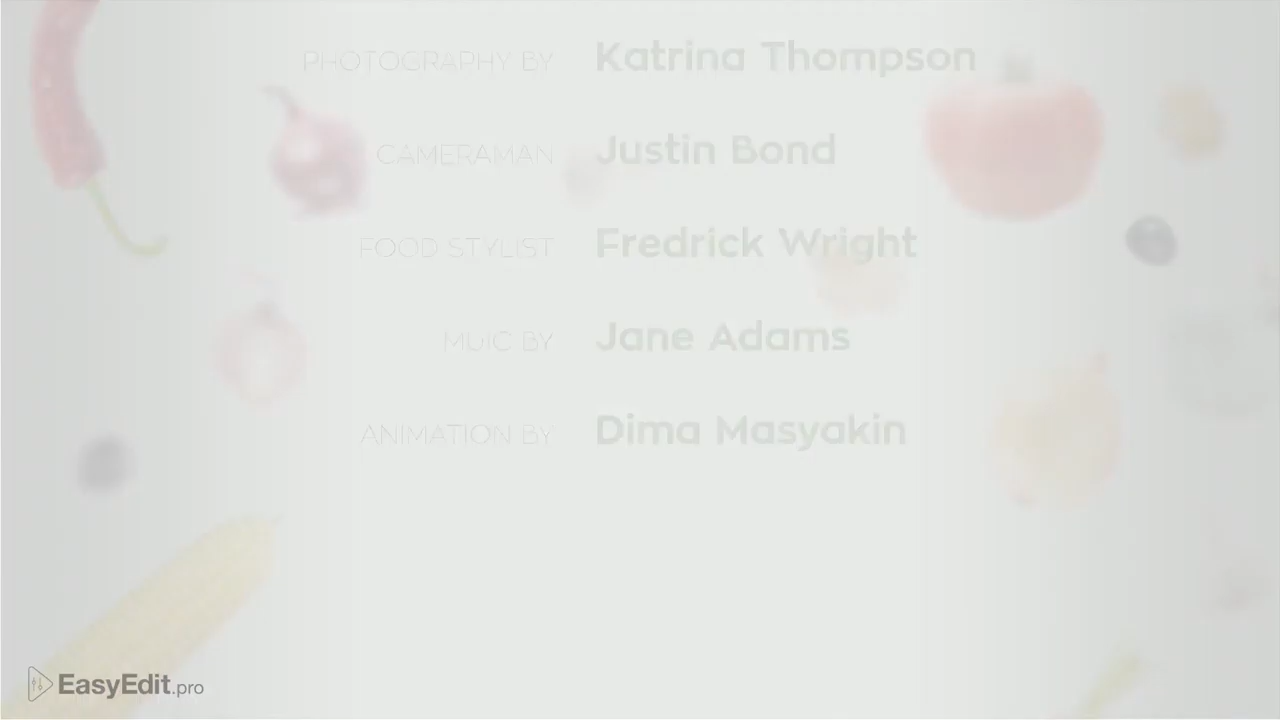 PHOTOGRAPHY BY Katrina Thompson
CAMERAMAN Justin Bond
FOOD STYLIST Fredrick Wright
MUIC BY Jane Adams
ANIMATION BY Dima Masyakin
EasyEdit.pro